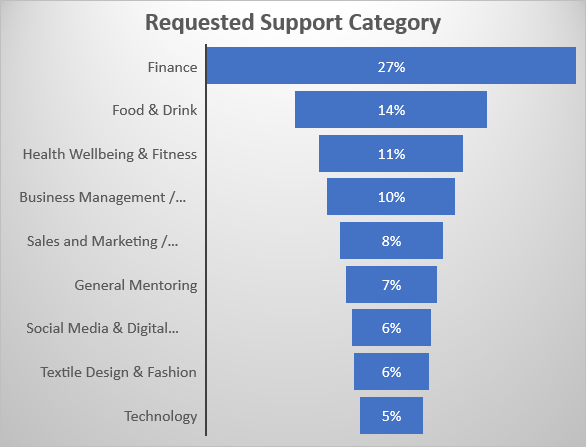 Requested Support Category
Finance 27%
Food & Drink 14%
Health Wellbeing & Fitness 11%
Business Management /... 10%
Sales and Marketing /... 8%
General Mentoring 7%
Social Media & Digital... 6%
Textile Design & Fashion 6%
Technology 5%